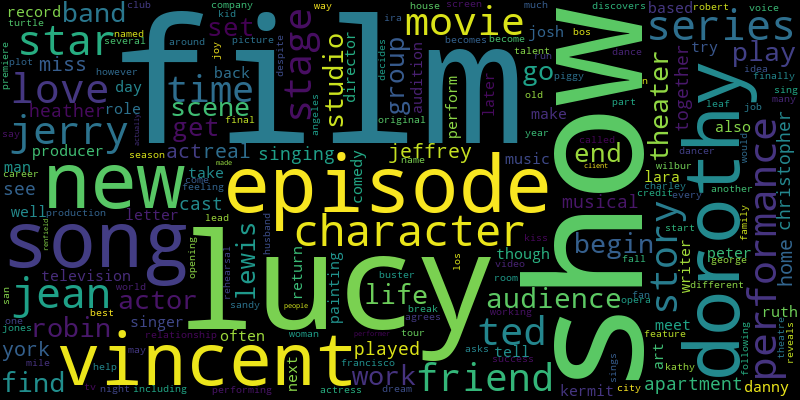 record
band
club
company
kid
way
house
screen
much
discovers
based
robert
voice
turtle
several
named
around
picture
ira
bos
idea
star
film
set
movie
josh
series
miss
joy
despite
stage
studio
director
group
audition
becomes
become
talent
go
show
try
play
premiere
plot
however
back
run
dance
finally
love
day
time
scene
perform
later
piggy
old
part
theater
together
leaf
job
sing
heather
role
angeles
original
dorothy
many
jerry
get
final
year
called
dancer
would
say
producer
actreal
season
singing
jeffrey
music
make
end
also
wilbur
man
made
name
client
performance
career
new
take
come
feeling
comedy
episode
lara
charley
every
another
christopher
see
cast
musical
credit
well
production
letter
lead
character
kiss
start
song
lewis
return
though
begin
story
peter
family
home
television
opening
rehearsal
husband
painting
los
video
fall
writer
george
different
san
renfield
world
lucy
buster
room
opera
fan
jean
actor
sandy
life
audience
meet
feature
ruth
one
best
people
break
agrees
working
art
theatre
reveals
jones
robin
singer
often
woman
performer
tour
ted
kathy
following
york
relationship
played
asks
tell
success
sings
mile
may
vincent
francisco
apartment
find
help
next
work
friend
kermit
city
danny
tv
night
including
performing
actress
dream